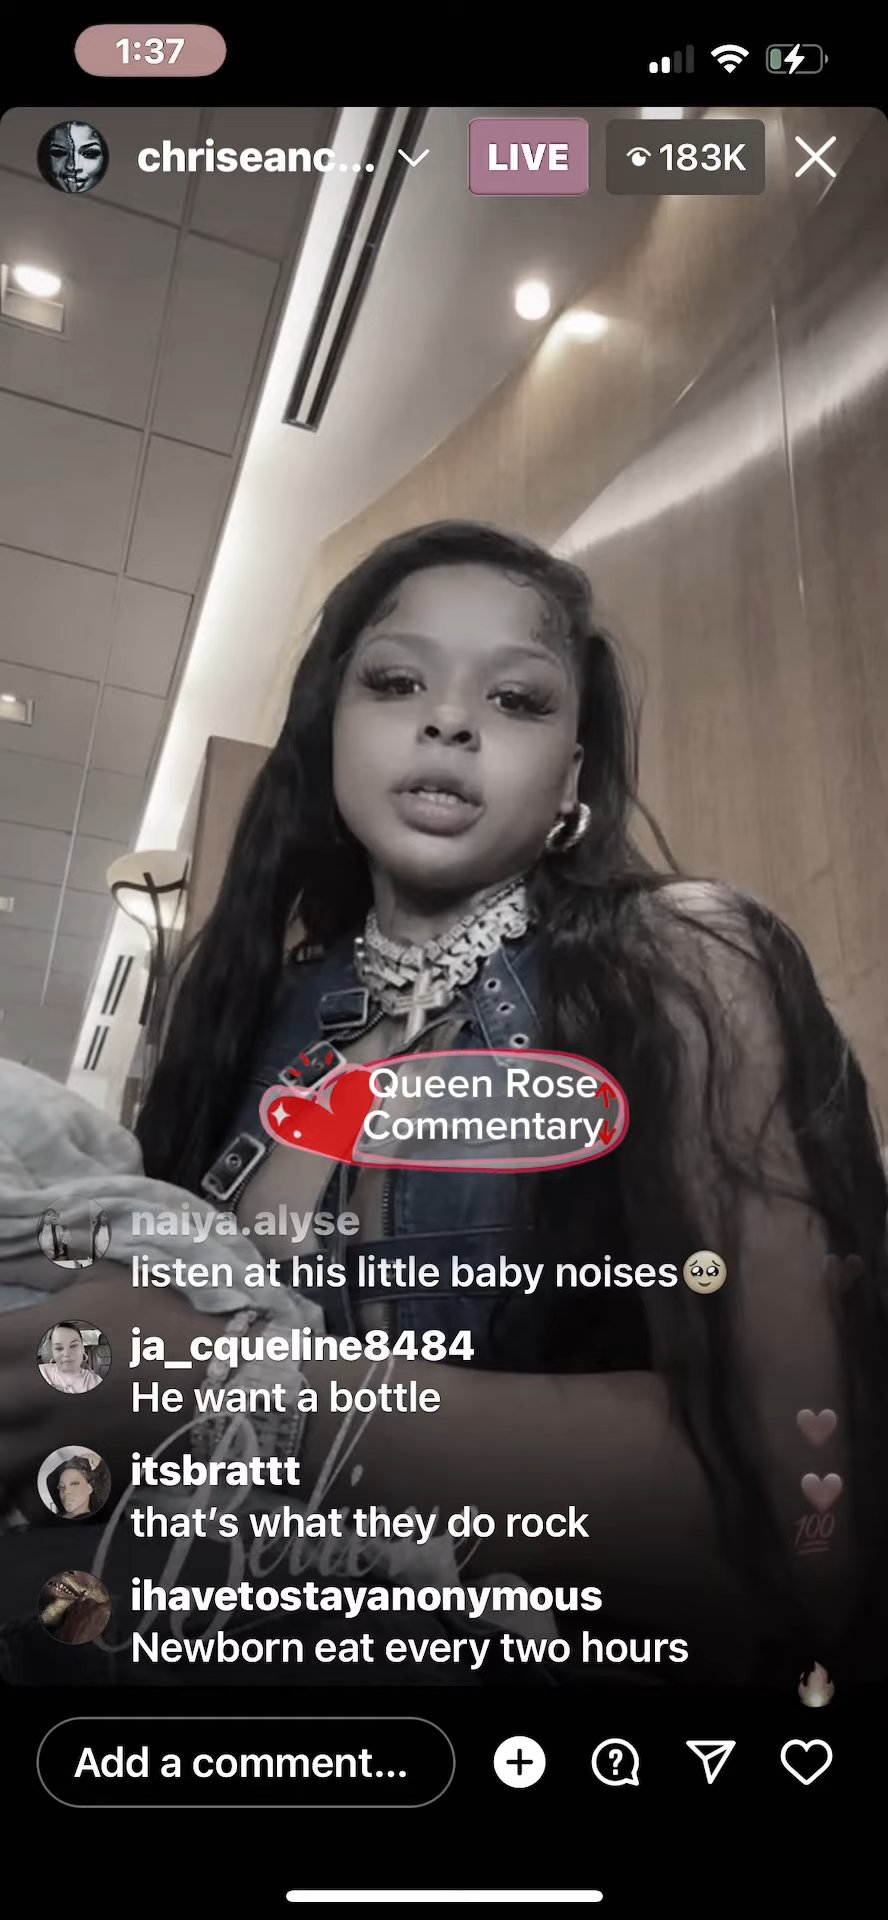 1:37
chriseanc...
LIVE
183K
Queen Rose
Commentary
naiya.alyse
listen at his little baby noises🥹
ja_cqueline8484
He want a bottle
itsbrattt
that's what they do rock
Believe
ihavetostayanonymous
Newborn eat every two hours
💯
Add a comment...